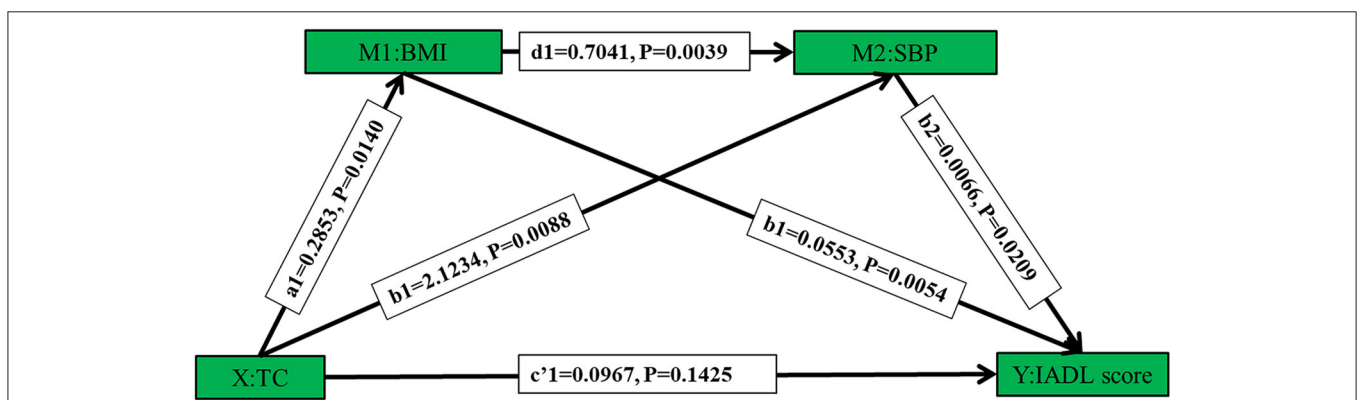 M1:BMI
d1=0.7041, P=0.0039
M2:SBP
a1=0.2853, P=0.0140
b1=2.1234, P=0.0088
b1=0.0553, P=0.0054
b2=0.0066, P=0.0209
X:TC
c’1=0.0967, P=0.1425
Y:IADL score